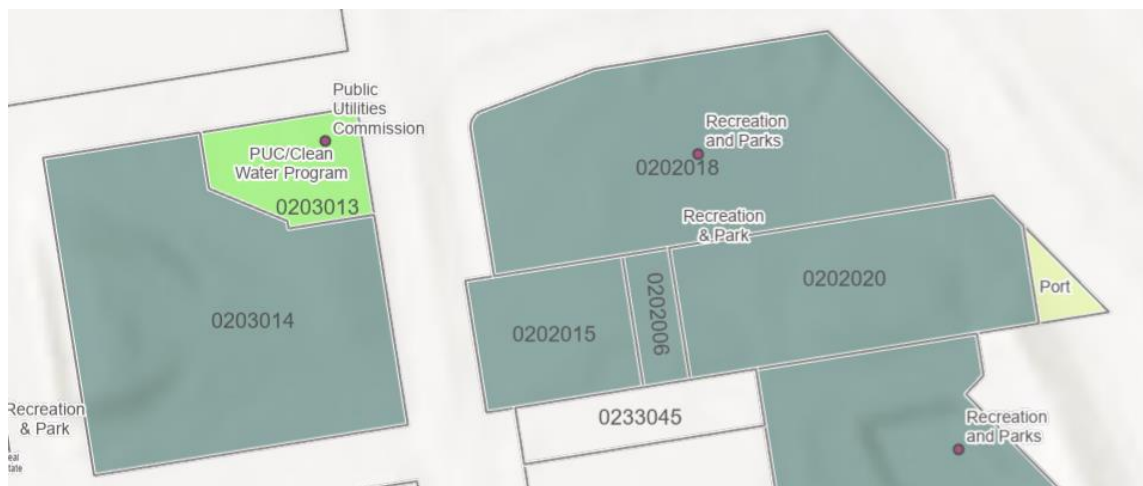 Public
Utilities
Commission
PUC/Clean
Water Program
0203013
Recreation
and Parks
0202018
Recreation
& Park
0202020
Port
0203014
0202015
0202006
0233045
Recreation
& Park
Recreation
and Parks